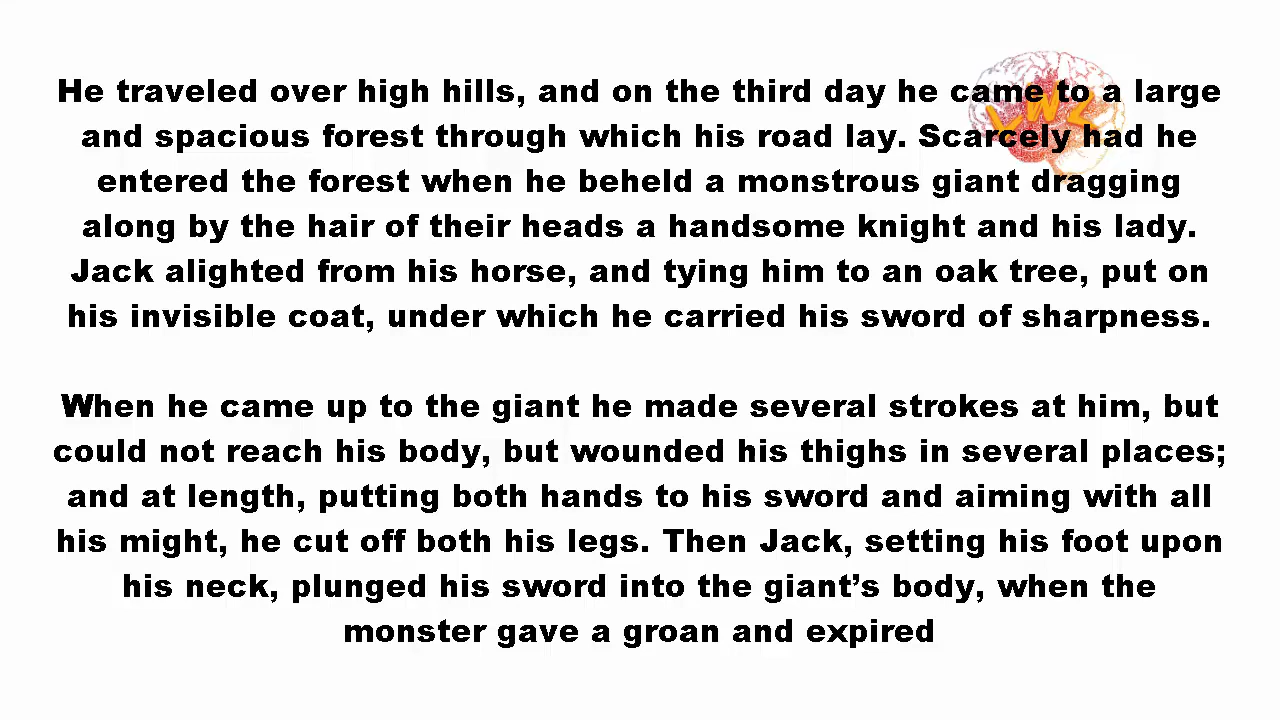 He traveled over high hills, and on the third day he came to a large
and spacious forest through which his road lay. Scarcely had he
entered the forest when he beheld a monstrous giant dragging
along by the hair of their heads a handsome knight and his lady.
Jack alighted from his horse, and tying him to an oak tree, put on
his invisible coat, under which he carried his sword of sharpness.
When he came up to the giant he made several strokes at him, but
could not reach his body, but wounded his thighs in several places;
and at length, putting both hands to his sword and aiming with all
his might, he cut off both his legs. Then Jack, setting his foot upon
his neck, plunged his sword into the giant’s body, when the
monster gave a groan and expired